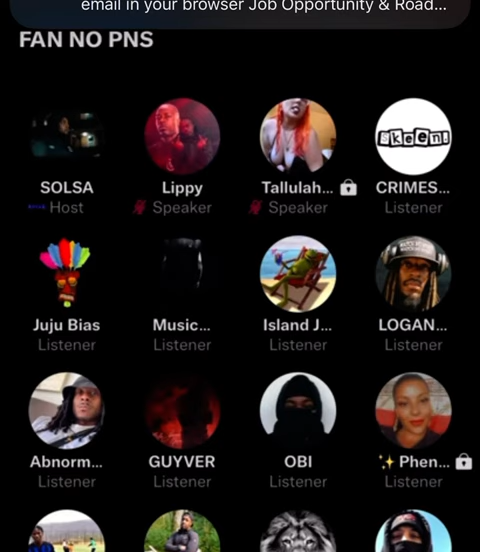 email in your browser Job Opportunity & Road...
FAN NO PNS
skeen!
SOLSA Lippy Tallulah... CRIMES...
Host Speaker Speaker Listener
Juju Bias Music... Island J... LOGAN...
Listener Listener Listener Listener
Abnorm... GUYVER OBI ✨Phen...
Listener Listener Listener Listener